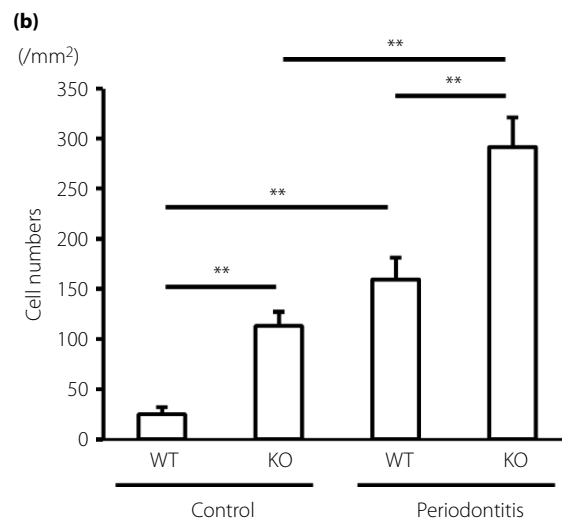 (b)
(/mm²)
**
350
**
300
250
**
200
Cell numbers
**
150
100
50
0
WT KO WT KO
Control Periodontitis